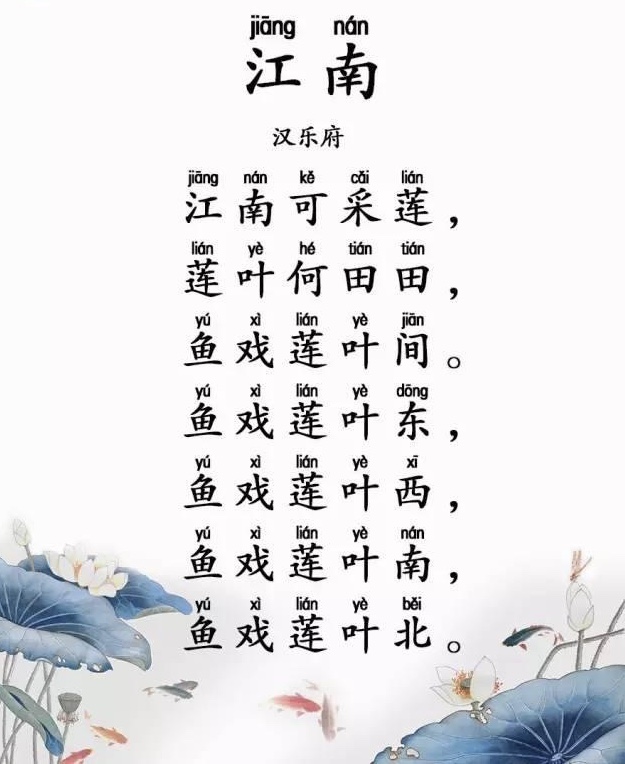 jiāng nán
江南
汉乐府
jiāng nán kě cǎi lián
江南可采莲，
lián yè hé tián tián
莲叶何田田，
yú xì lián yè jiān
鱼戏莲叶间。
yú xì lián yè dōng
鱼戏莲叶东，
yú xì lián yè xī
鱼戏莲叶西，
yú xì lián yè nán
鱼戏莲叶南，
yú xì lián yè běi
鱼戏莲叶北。